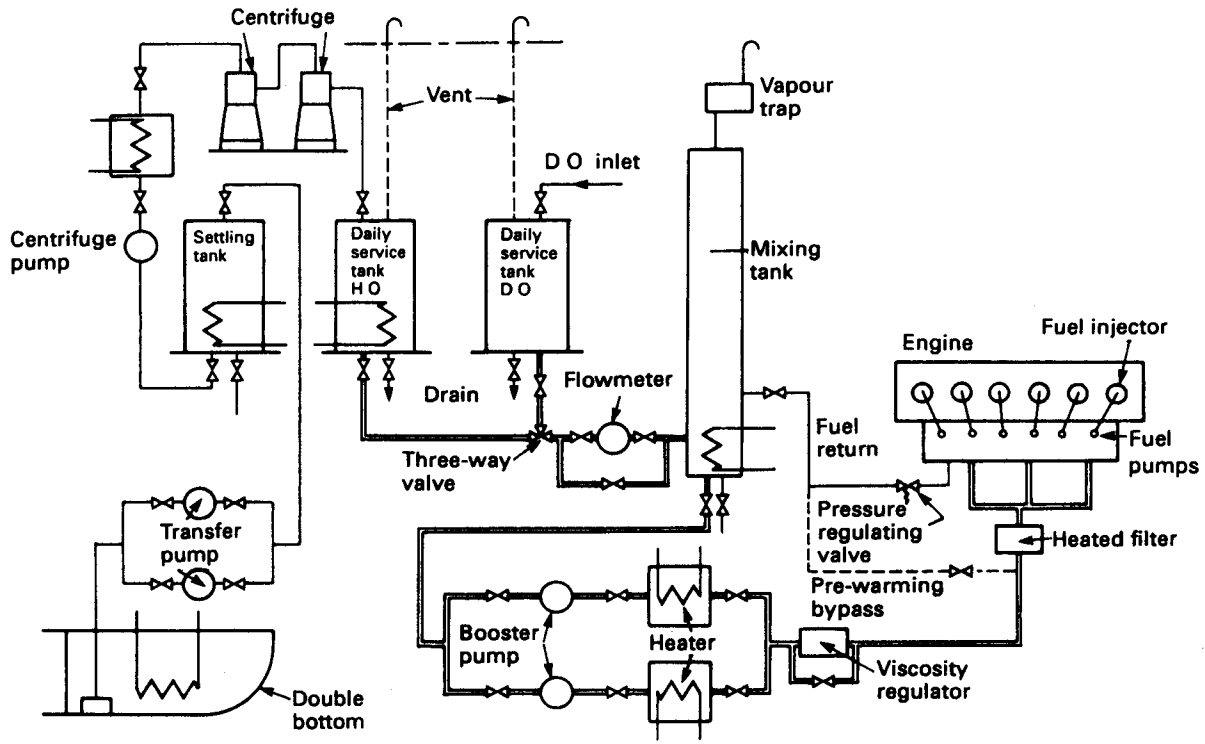 Centrifuge
Centrifuge
pump
Settling
tank
Daily
service
tank
H O
Daily
service
tank
D O
Vent
D O inlet
Vapour
trap
Mixing
tank
Drain
Flowmeter
Three-way
valve
Fuel
return
Engine
Fuel injector
Fuel
pumps
Pressure
regulating
valve
Heated filter
Pre-warming
bypass
Transfer
pump
Booster
pump
Heater
Viscosity
regulator
Double
bottom